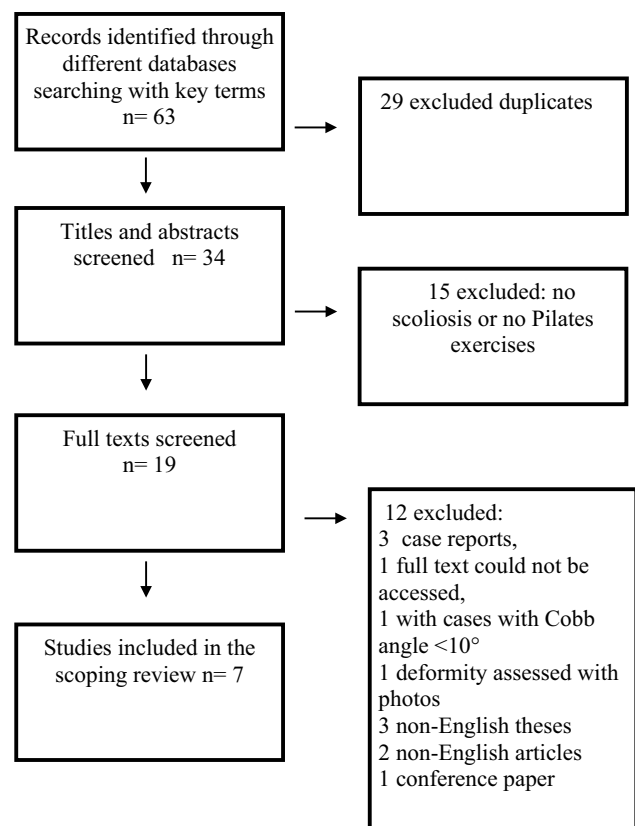 Records identified through
different databases
searching with key terms
n= 63
29 excluded duplicates
Titles and abstracts
screened n= 34
15 excluded: no
scoliosis or no Pilates
exercises
Full texts screened
n= 19
12 excluded:
3 case reports,
1 full text could not be
accessed,
1 with cases with Cobb
angle <10°
1 deformity assessed with
photos
3 non-English theses
2 non-English articles
1 conference paper
Studies included in the
scoping review n= 7